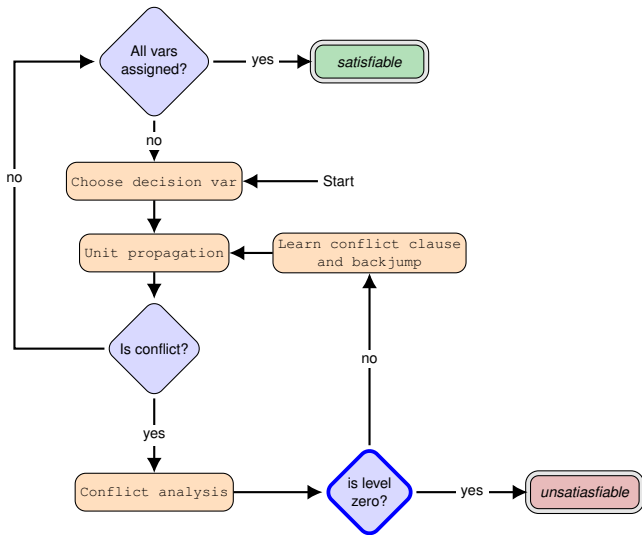 All vars
assigned?
yes
satisfiable
no
no
Choose decision var
Start
Unit propagation
Learn conflict clause
and backjump
Is conflict?
no
yes
Conflict analysis
is level
zero?
yes
unsatiasfiable